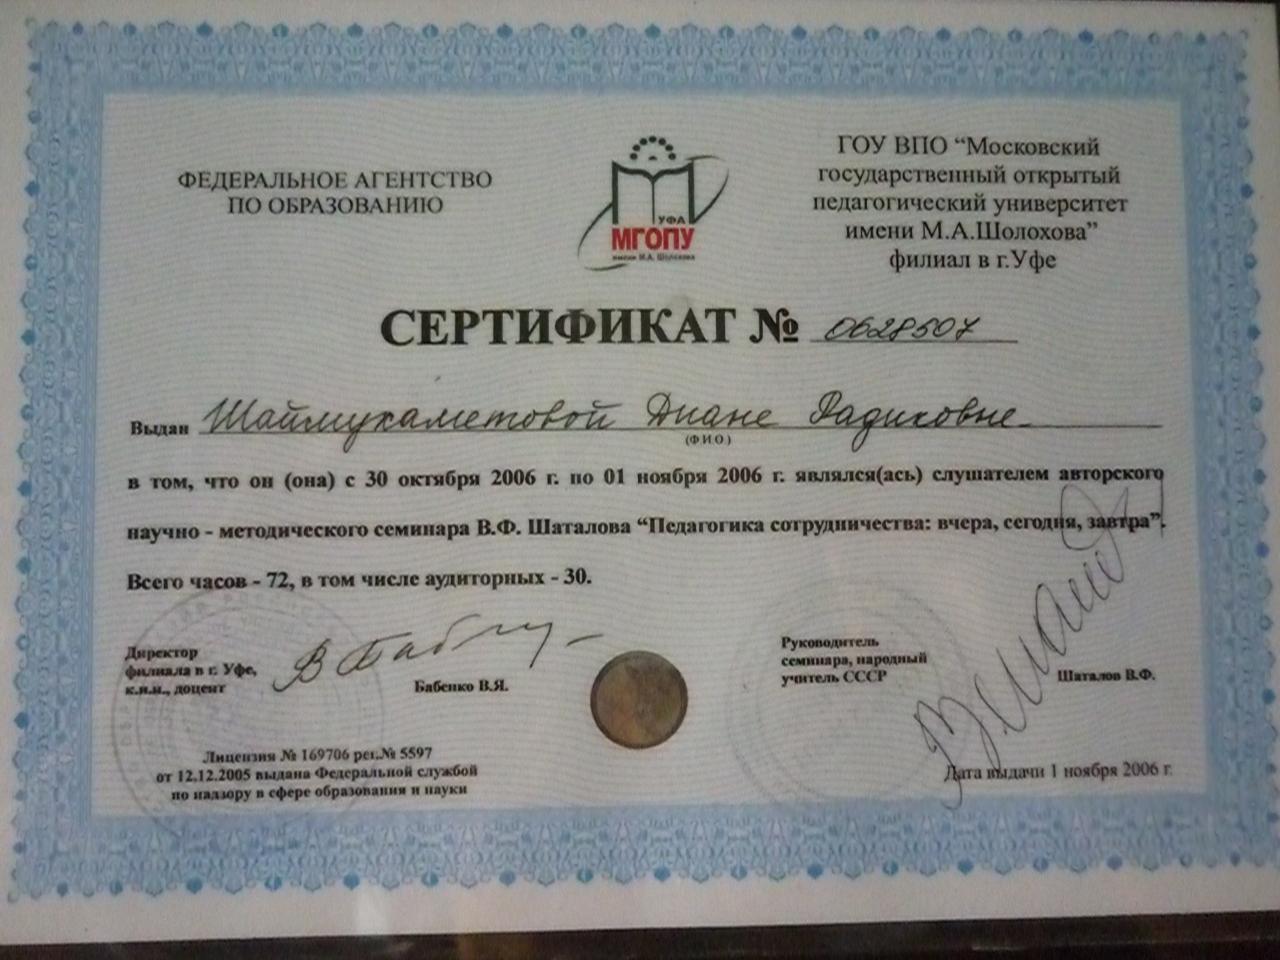 ФЕДЕРАЛЬНОЕ АГЕНТСТВО
ПО ОБРАЗОВАНИЮ
УФА
МГОПУ
имени М.А. Шолохова
ГОУ ВПО “Московский
государственный открытый
педагогический университет
имени М.А.Шолохова”
филиал в г.Уфе
СЕРТИФИКАТ № 0628507
Выдан Шаймухаметовой Диане Радиковне
(ФИО)
в том, что он (она) с 30 октября 2006 г. по 01 ноября 2006 г. являлся(ась) слушателем авторского
научно - методического семинара В.Ф. Шаталова “Педагогика сотрудничества: вчера, сегодня, завтра”.
Всего часов - 72, в том числе аудиторных - 30.
Директор
филиала в г. Уфе,
к.и.н., доцент
Бабенко В.Я.
Руководитель
семинара, народный
учитель СССР
Шаталов В.Ф.
Лицензия № 169706 рег.№ 5597
от 12.12.2005 выдана Федеральной службой
по надзору в сфере образования и науки
Дата выдачи 1 ноября 2006 г.